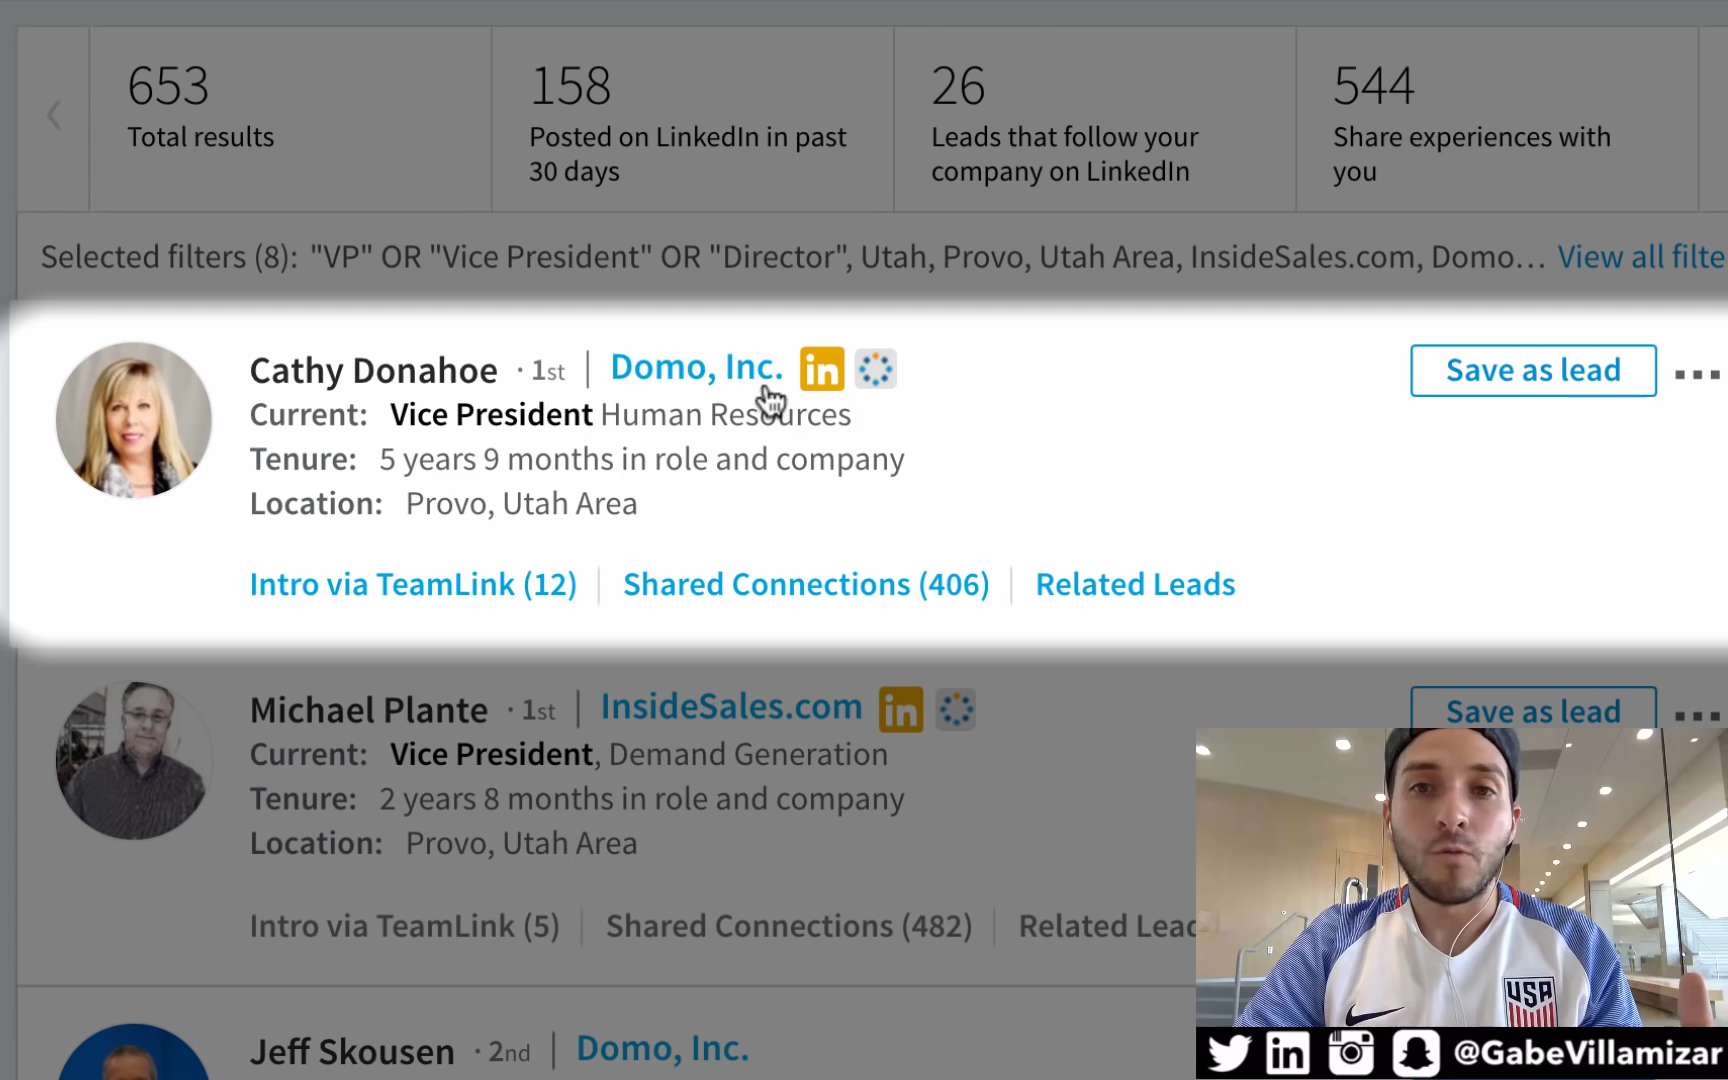 653
Total results
158
Posted on LinkedIn in past
30 days
26
Leads that follow your
company on LinkedIn
544
Share experiences with
you
Selected filters (8): "VP" OR "Vice President" OR "Director", Utah, Provo, Utah Area, InsideSales.com, Domo... View all filte
Cathy Donahoe · 1st | Domo, Inc. in
Current: Vice President Human Resources
Tenure: 5 years 9 months in role and company
Location: Provo, Utah Area
Intro via TeamLink (12) | Shared Connections (406) | Related Leads
Save as lead
Michael Plante · 1st | InsideSales.com in
Current: Vice President, Demand Generation
Tenure: 2 years 8 months in role and company
Location: Provo, Utah Area
Intro via TeamLink (5) | Shared Connections (482) | Related Leac
Save as lead
Jeff Skousen · 2nd | Domo, Inc.
USA
in @GabeVillamizar